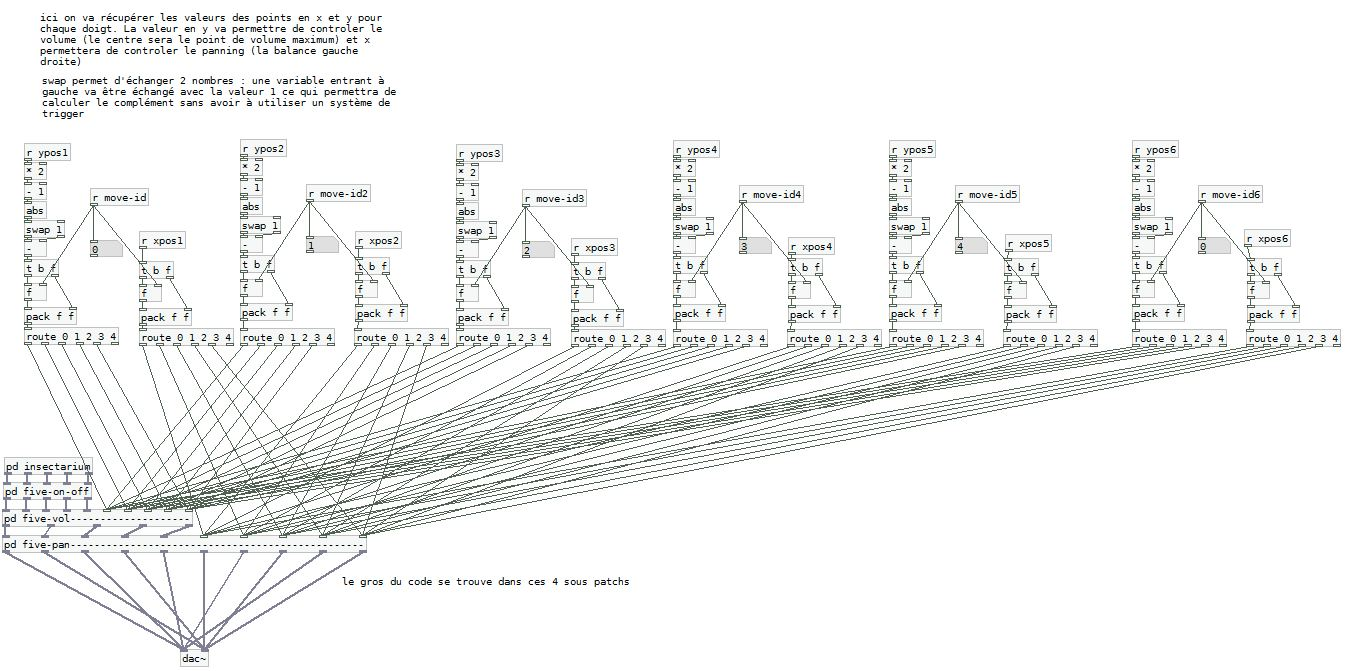 ici on va récupérer les valeurs des points en x et y pour
chaque doigt. La valeur en y va permettre de controler le
volume (le centre sera le point de volume maximum) et x
permettera de controler le panning (la balance gauche
droite)
swap permet d'échanger 2 nombres : une variable entrant à
gauche va être échangé avec la valeur 1 ce qui permettra de
calculer le complément sans avoir à utiliser un système de
trigger
r ypos1
* 2
- 1
abs
swap 1
-
t b f
f
pack f f
route 0 1 2 3 4
r move-id
0
r xpos1
t b f
f
pack f f
route 0 1 2 3 4
r ypos2
* 2
- 1
abs
swap 1
-
t b f
f
pack f f
route 0 1 2 3 4
r move-id2
1
r xpos2
t b f
f
pack f f
route 0 1 2 3 4
r ypos3
* 2
- 1
abs
swap 1
-
t b f
f
pack f f
route 0 1 2 3 4
r move-id3
2
r xpos3
t b f
f
pack f f
route 0 1 2 3 4
r ypos4
* 2
- 1
abs
swap 1
-
t b f
f
pack f f
route 0 1 2 3 4
r move-id4
3
r xpos4
t b f
f
pack f f
route 0 1 2 3 4
r ypos5
* 2
- 1
abs
swap 1
-
t b f
f
pack f f
route 0 1 2 3 4
r move-id5
4
r xpos5
t b f
f
pack f f
route 0 1 2 3 4
r ypos6
* 2
- 1
abs
swap 1
-
t b f
f
pack f f
route 0 1 2 3 4
r move-id6
0
r xpos6
t b f
f
pack f f
route 0 1 2 3 4
pd insectarium
pd five-on-off
pd five-vol--------------------
pd five-pan-------------------------------------------------
le gros du code se trouve dans ces 4 sous patchs
dac~